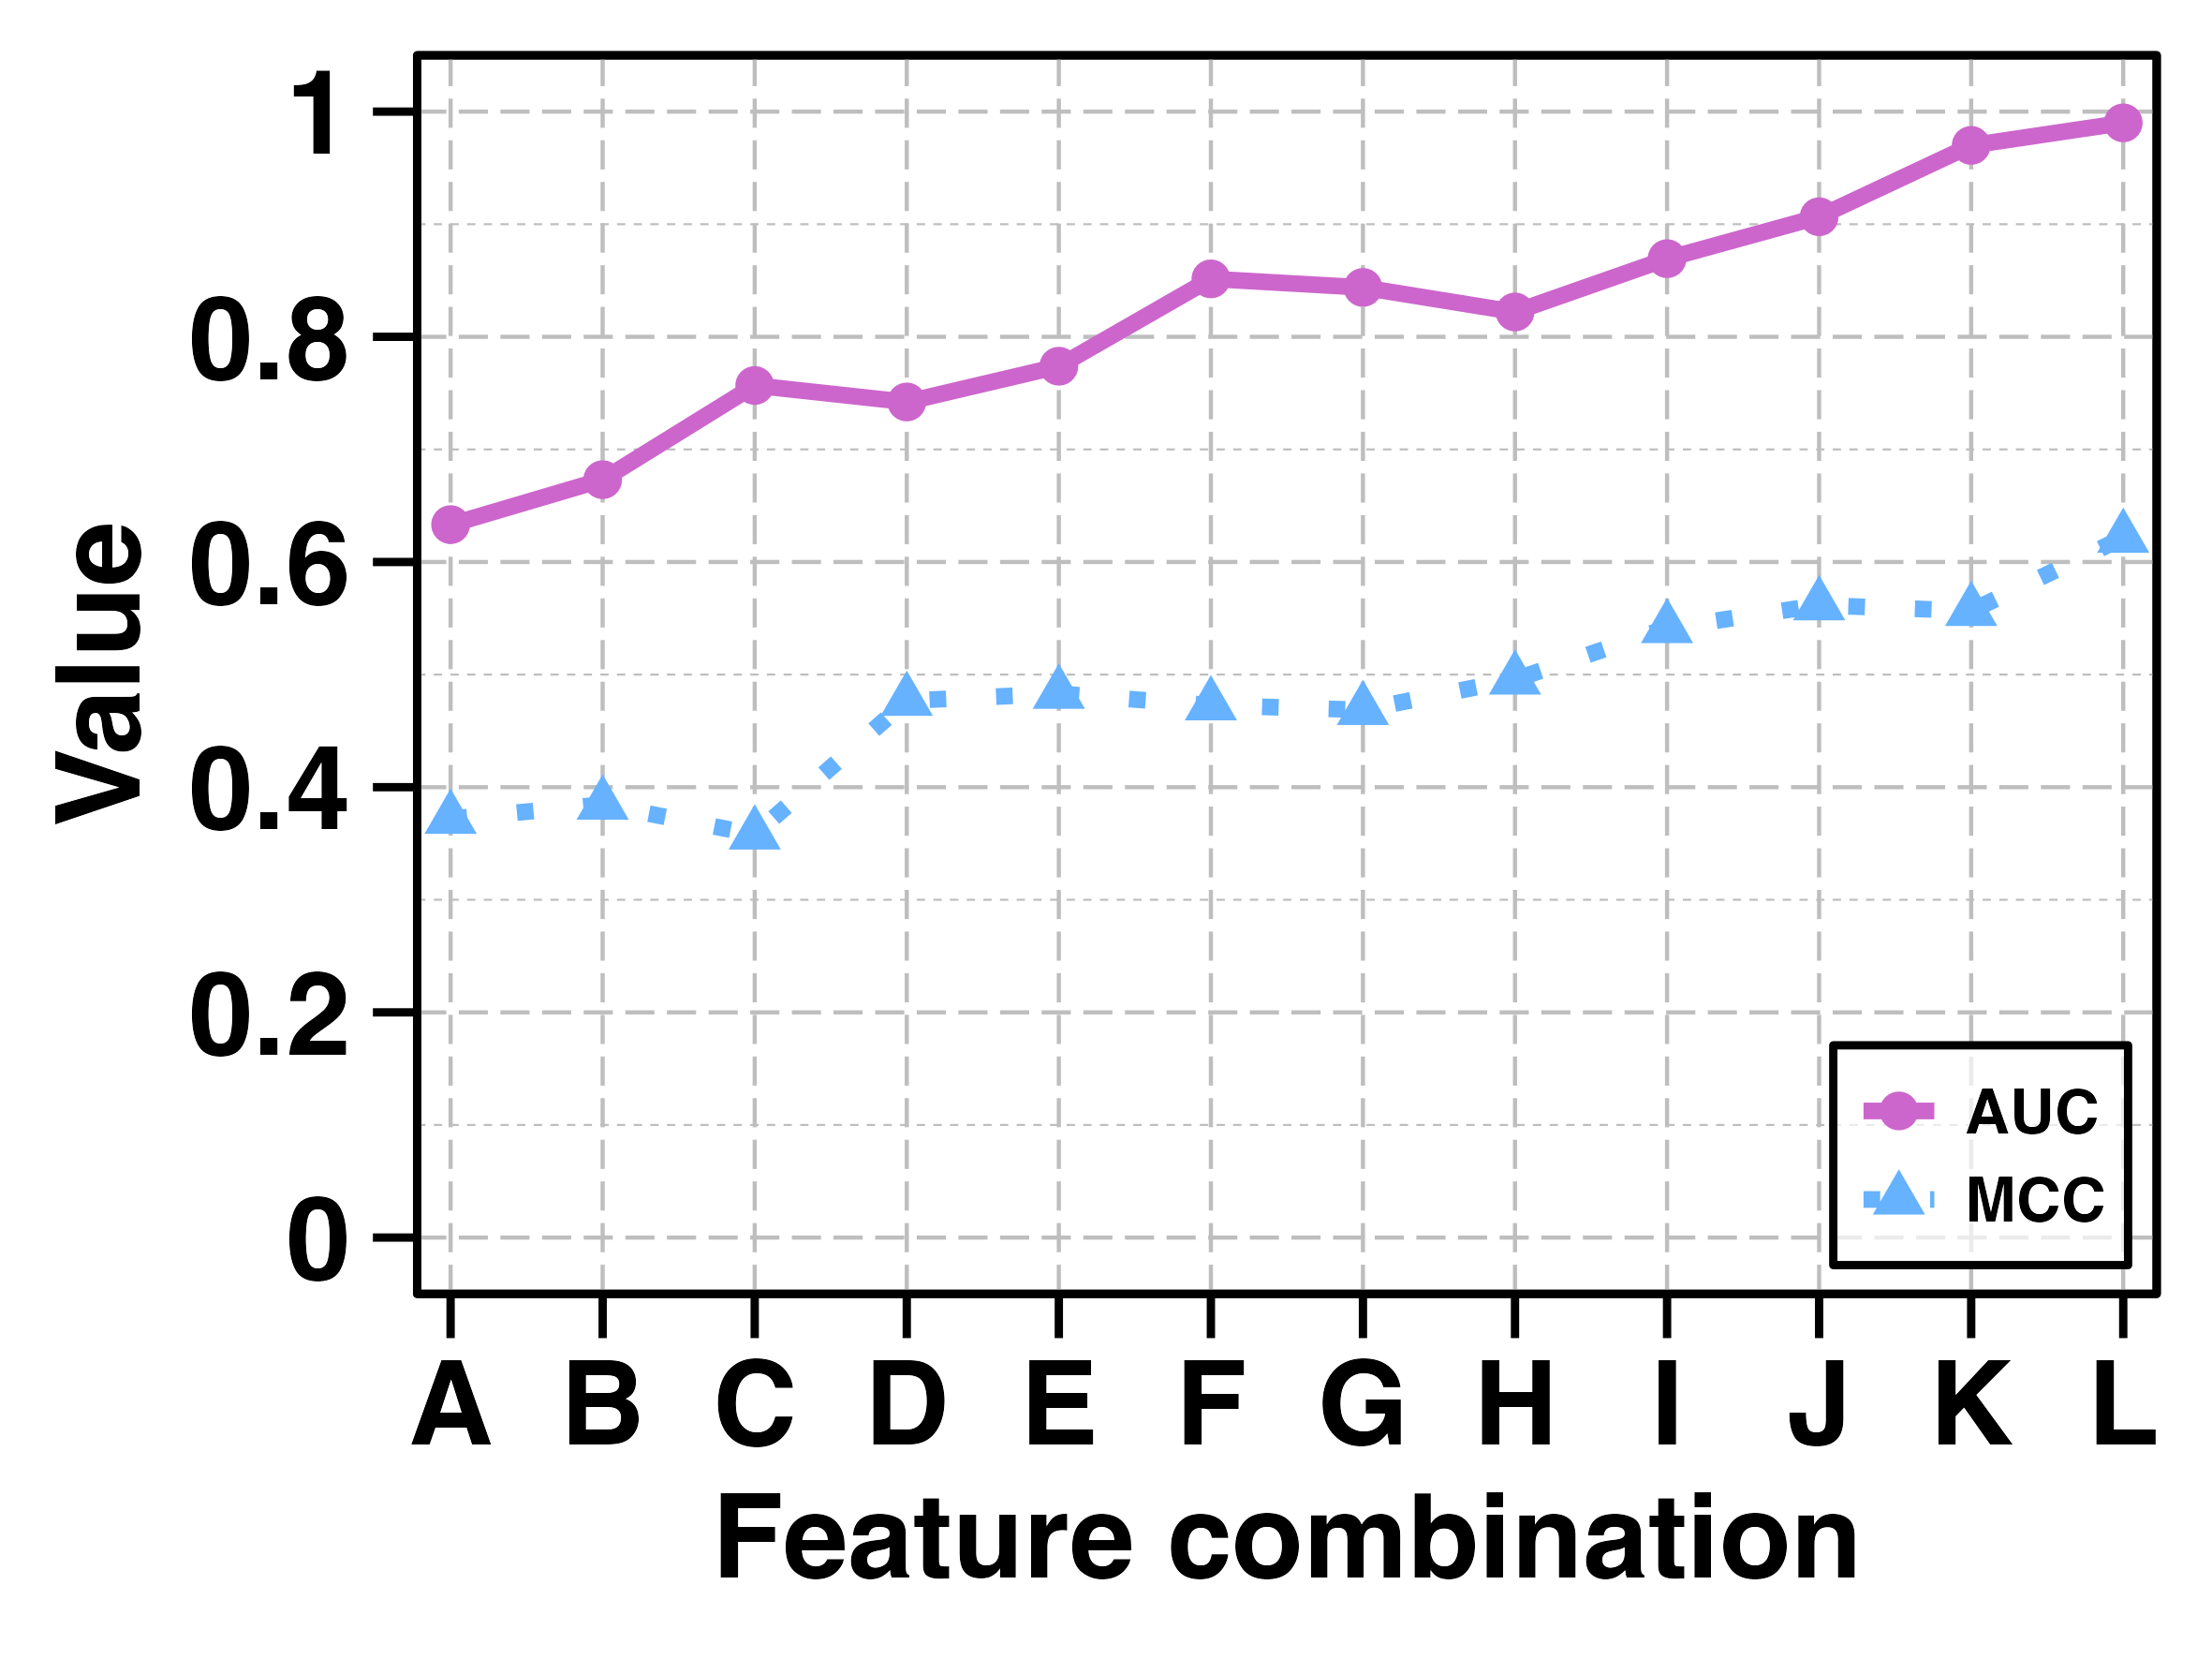 Value
1
0.8
0.6
0.4
0.2
0
AUC
MCC
A B C D E F G H I J K L
Feature combination